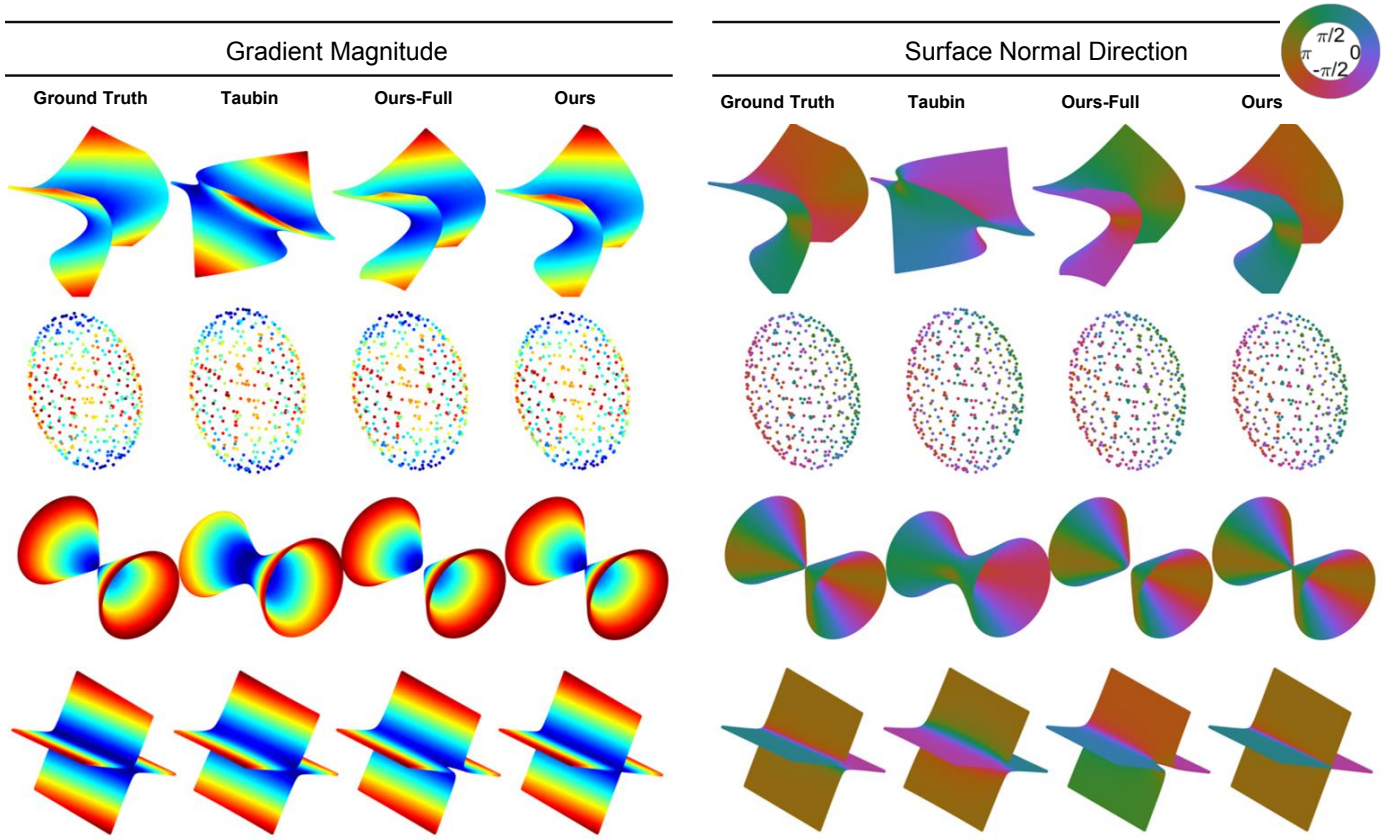 Gradient Magnitude
Surface Normal Direction
π/2
π 0
-π/2
Ground Truth Taubin Ours-Full Ours
Ground Truth Taubin Ours-Full Ours